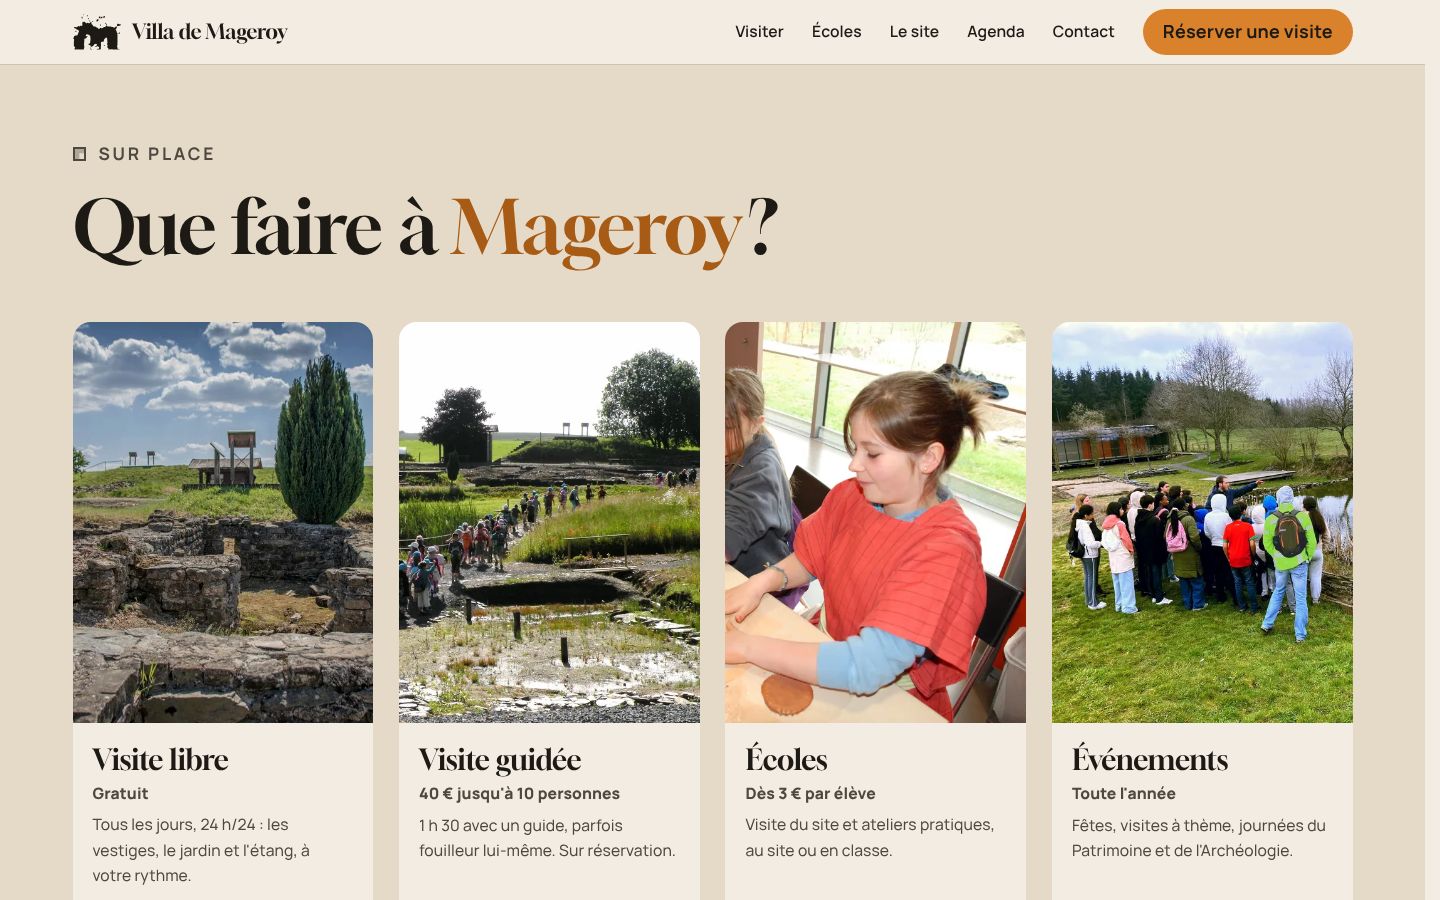 Villa de Mageroy
Visiter
Écoles
Le site
Agenda
Contact
Réserver une visite
SUR PLACE
Que faire à Mageroy ?
Visite libre
Gratuit
Tous les jours, 24 h/24 : les
vestiges, le jardin et l'étang, à
votre rythme.
Visite guidée
40 € jusqu'à 10 personnes
1 h 30 avec un guide, parfois
fouilleur lui-même. Sur réservation.
Écoles
Dès 3 € par élève
Visite du site et ateliers pratiques,
au site ou en classe.
Événements
Toute l'année
Fêtes, visites à thème, journées du
Patrimoine et de l'Archéologie.